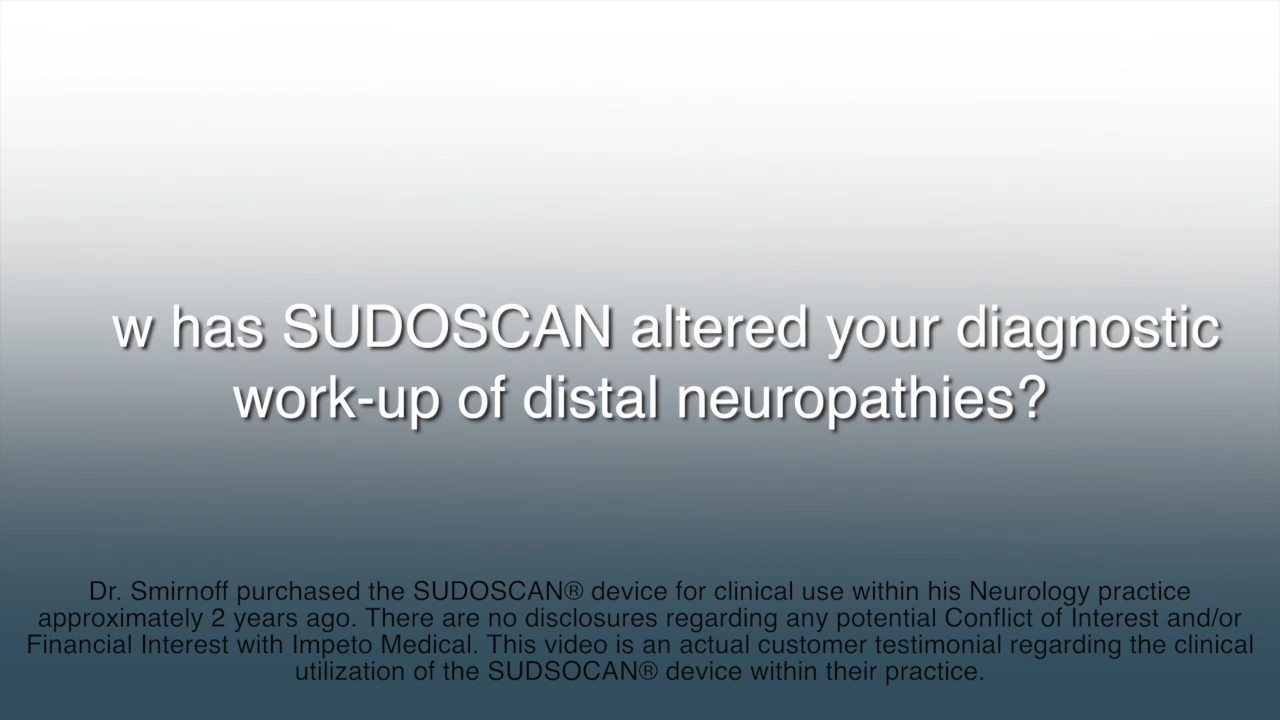 w has SUDOSCAN altered your diagnostic
work-up of distal neuropathies?
Dr. Smirnoff purchased the SUDOSCAN® device for clinical use within his Neurology practice
approximately 2 years ago. There are no disclosures regarding any potential Conflict of Interest and/or
Financial Interest with Impeto Medical. This video is an actual customer testimonial regarding the clinical
utilization of the SUDSOCAN® device within their practice.